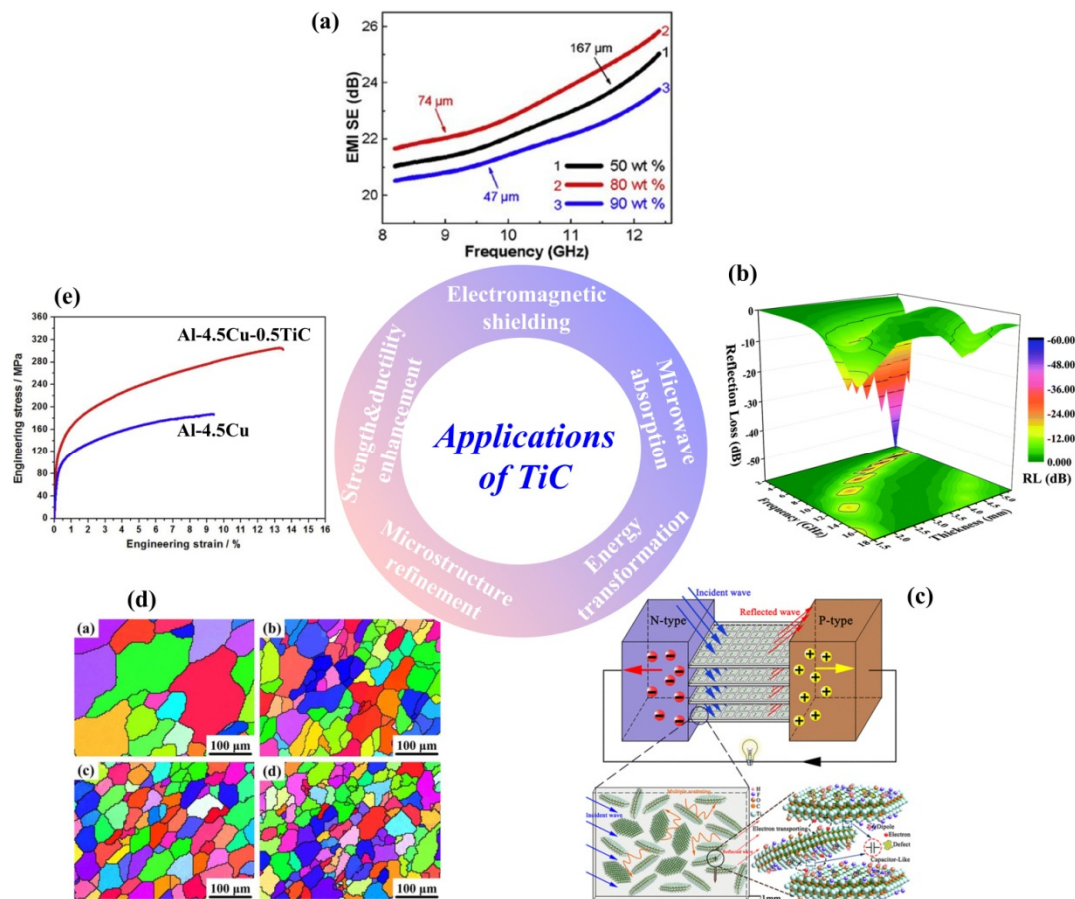 (a)
26
24
22
20
EMI SE (dB)
167 μm
74 μm
47 μm
2
1
3
1 50 wt %
2 80 wt %
3 90 wt %
8 9 10 11 12
Frequency (GHz)
(e)
360
320
280
240
200
160
120
80
40
0
Engineering stress / MPa
Al-4.5Cu-0.5TiC
Al-4.5Cu
0 1 2 3 4 5 6 7 8 9 10 11 12 13 14 15 16
Engineering strain / %
Electromagnetic
shielding
Microwave
absorption
Energy
transformation
Microstructure
refinement
Strength&ductility
enhancement
Applications
of TiC
(b)
0
-10
-20
-30
-40
-50
Reflection Loss (dB)
Frequency (GHz)
Thickness (mm)
-60.00
-48.00
-36.00
-24.00
-12.00
0.000
RL (dB)
(d)
(a)
100 μm
(b)
100 μm
(c)
100 μm
(d)
100 μm
(c)
Incident wave
N-type
Reflected wave
P-type
Multiple scattering
Incident wave
H
F
O
C
Dipole
Electron
Defect
Electron transporting
Capacitor-Like